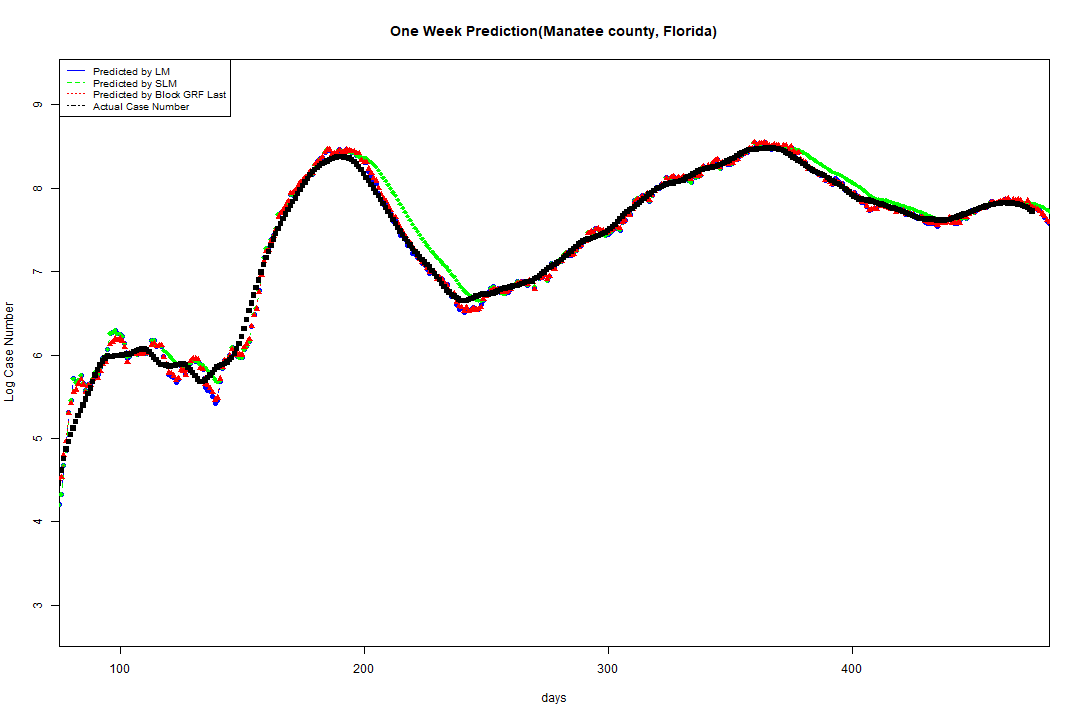 One Week Prediction(Manatee county, Florida)
Predicted by LM
Predicted by SLM
Predicted by Block GRF Last
Actual Case Number
9
8
7
6
5
4
3
Log Case Number
100 200 300 400
days